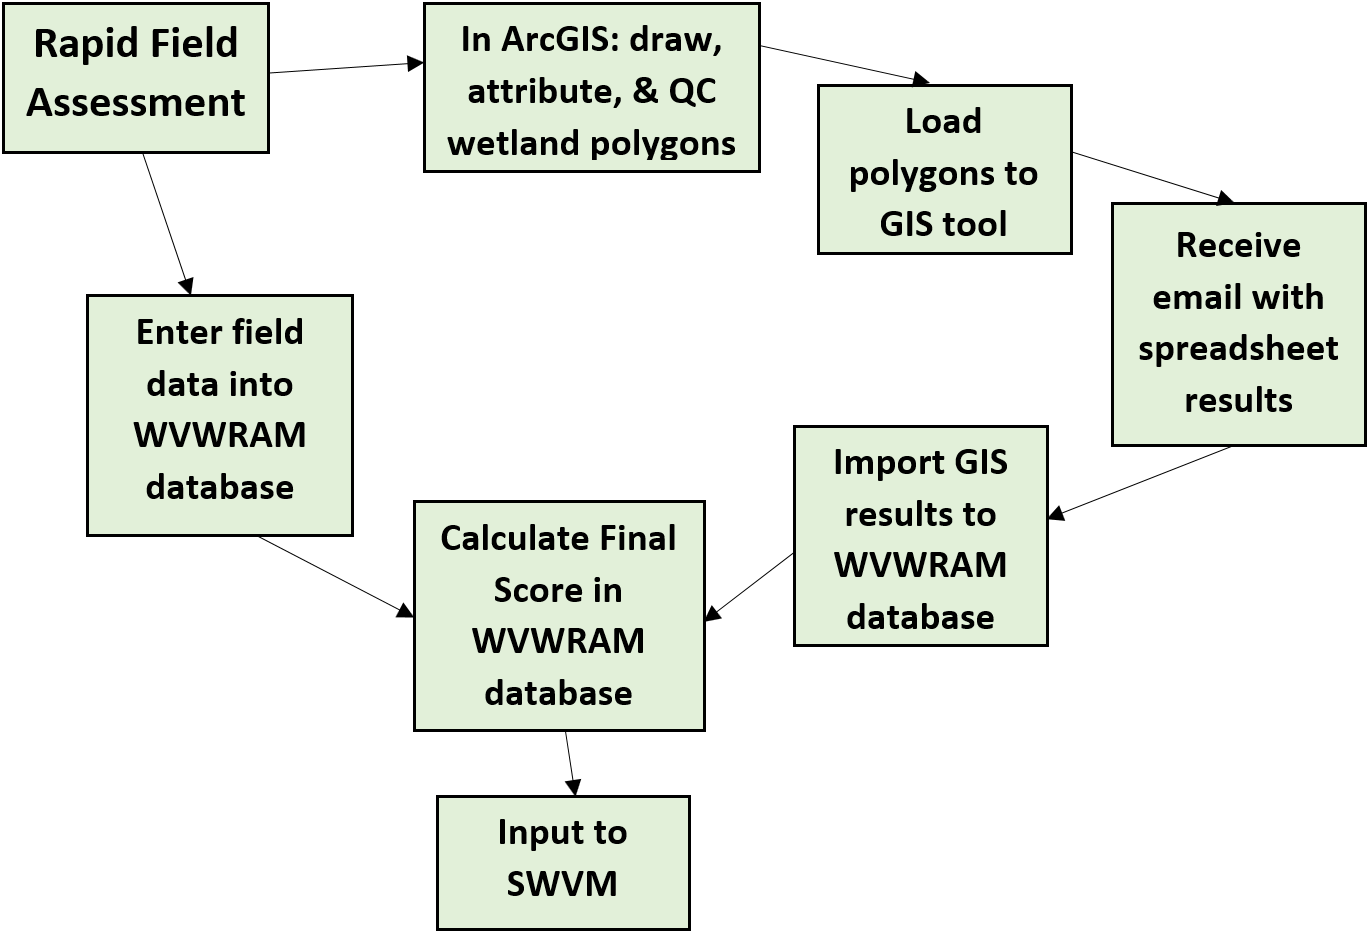 Rapid Field
Assessment
In ArcGIS: draw,
attribute, & QC
wetland polygons
Load
polygons to
GIS tool
Receive
email with
spreadsheet
results
Enter field
data into
WVWRAM
database
Import GIS
results to
WVWRAM
database
Calculate Final
Score in
WVWRAM
database
Input to
SWVM